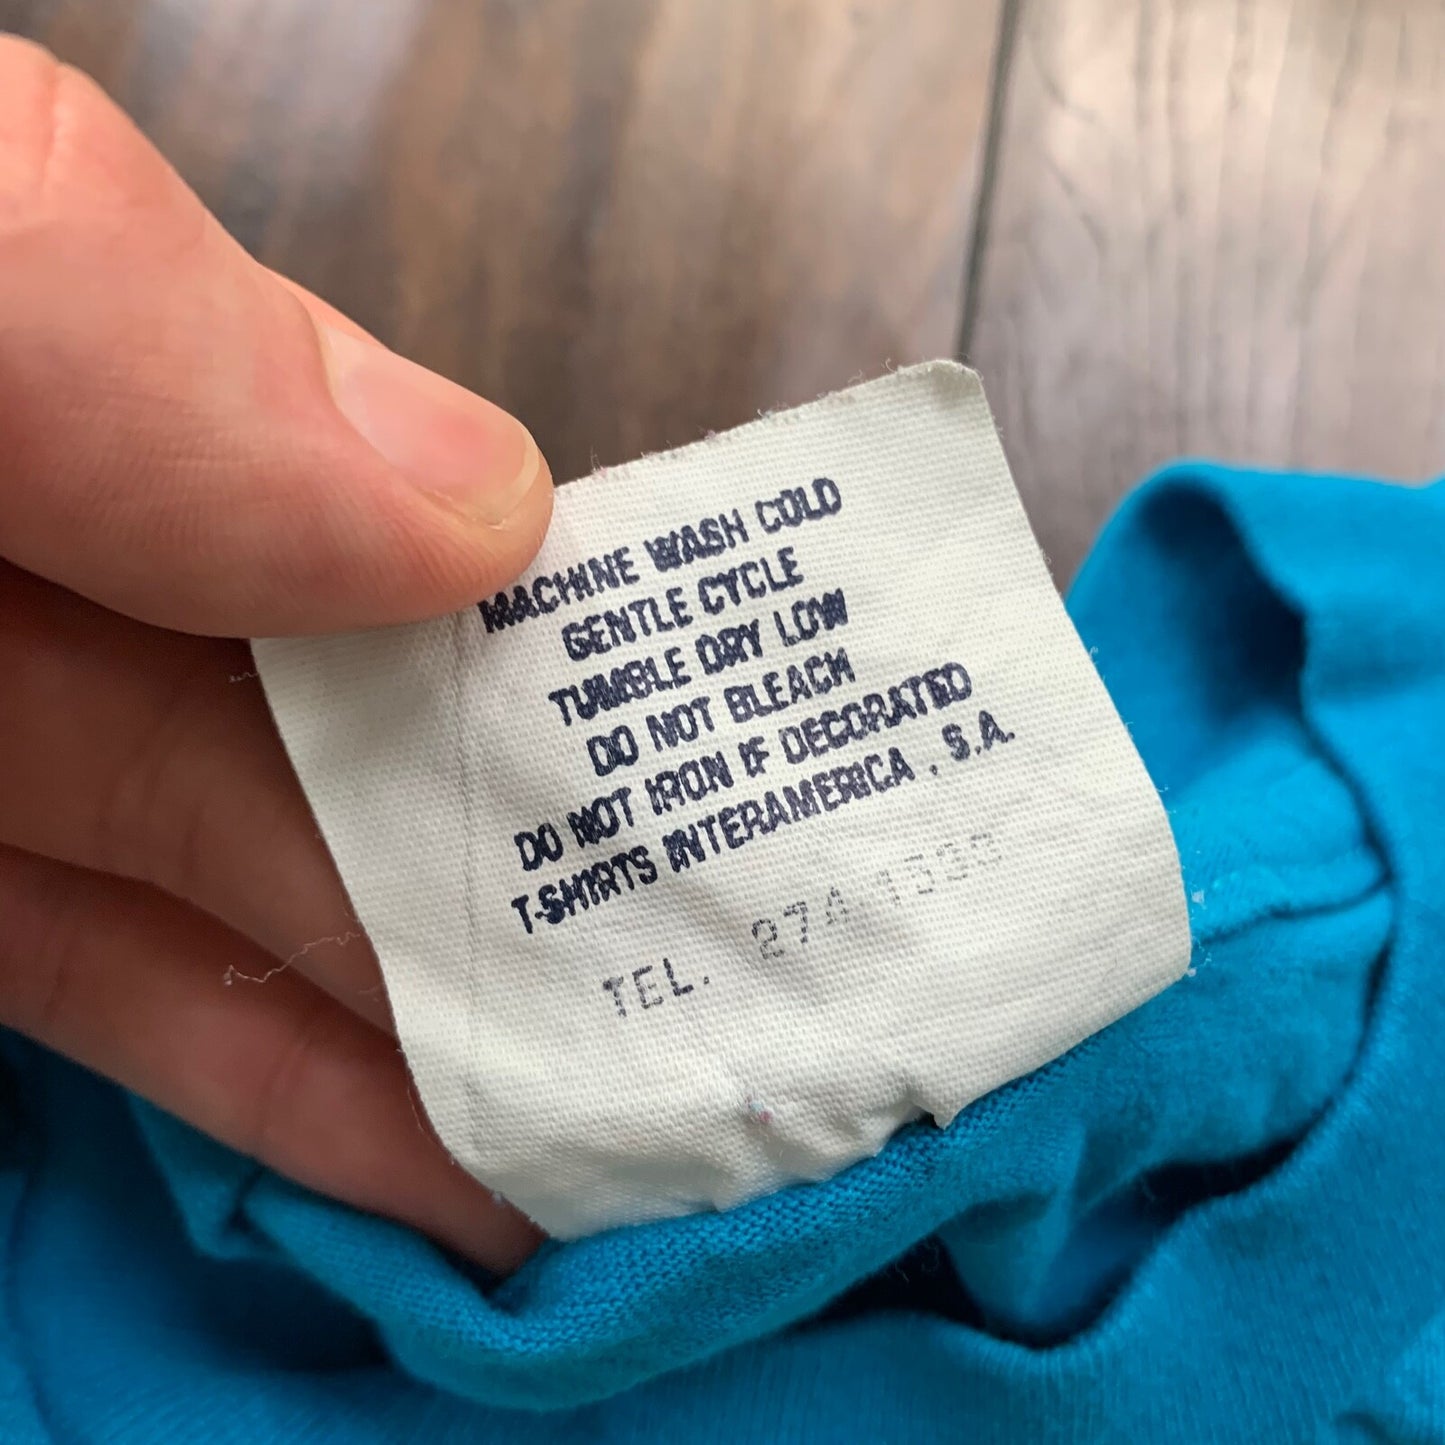 MACHINE WASH COLD
GENTLE CYCLE
TUMBLE DRY LOW
DO NOT BLEACH
DO NOT IRON IF DECORATED
T-SHIRTS INTERAMERICA , S.A.
TEL.